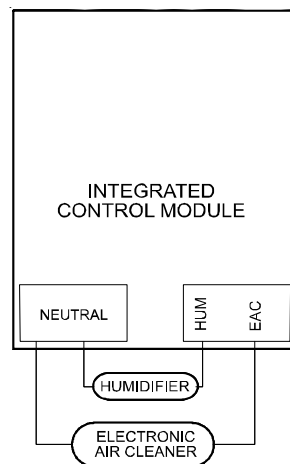 INTEGRATED
CONTROL MODULE
NEUTRAL
HUM
EAC
HUMIDIFIER
ELECTRONIC
AIR CLEANER